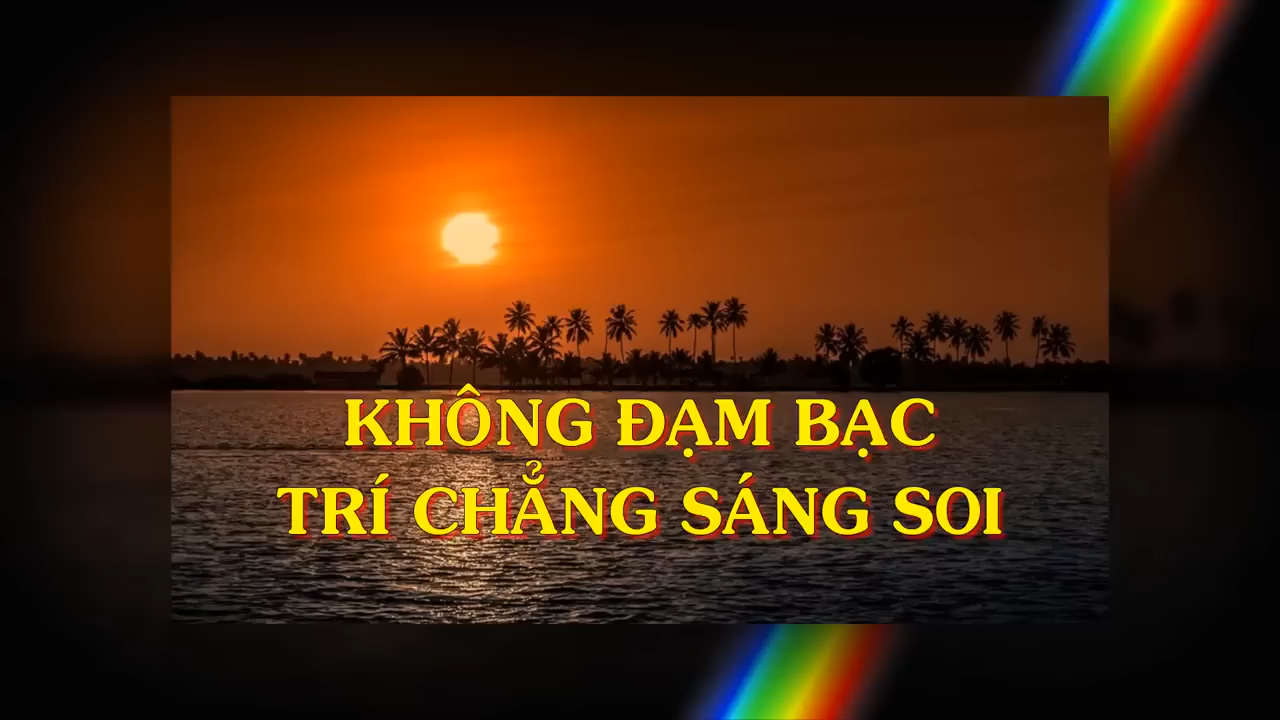 KHÔNG ĐẠM BẠC
TRÍ CHẲNG SÁNG SOI